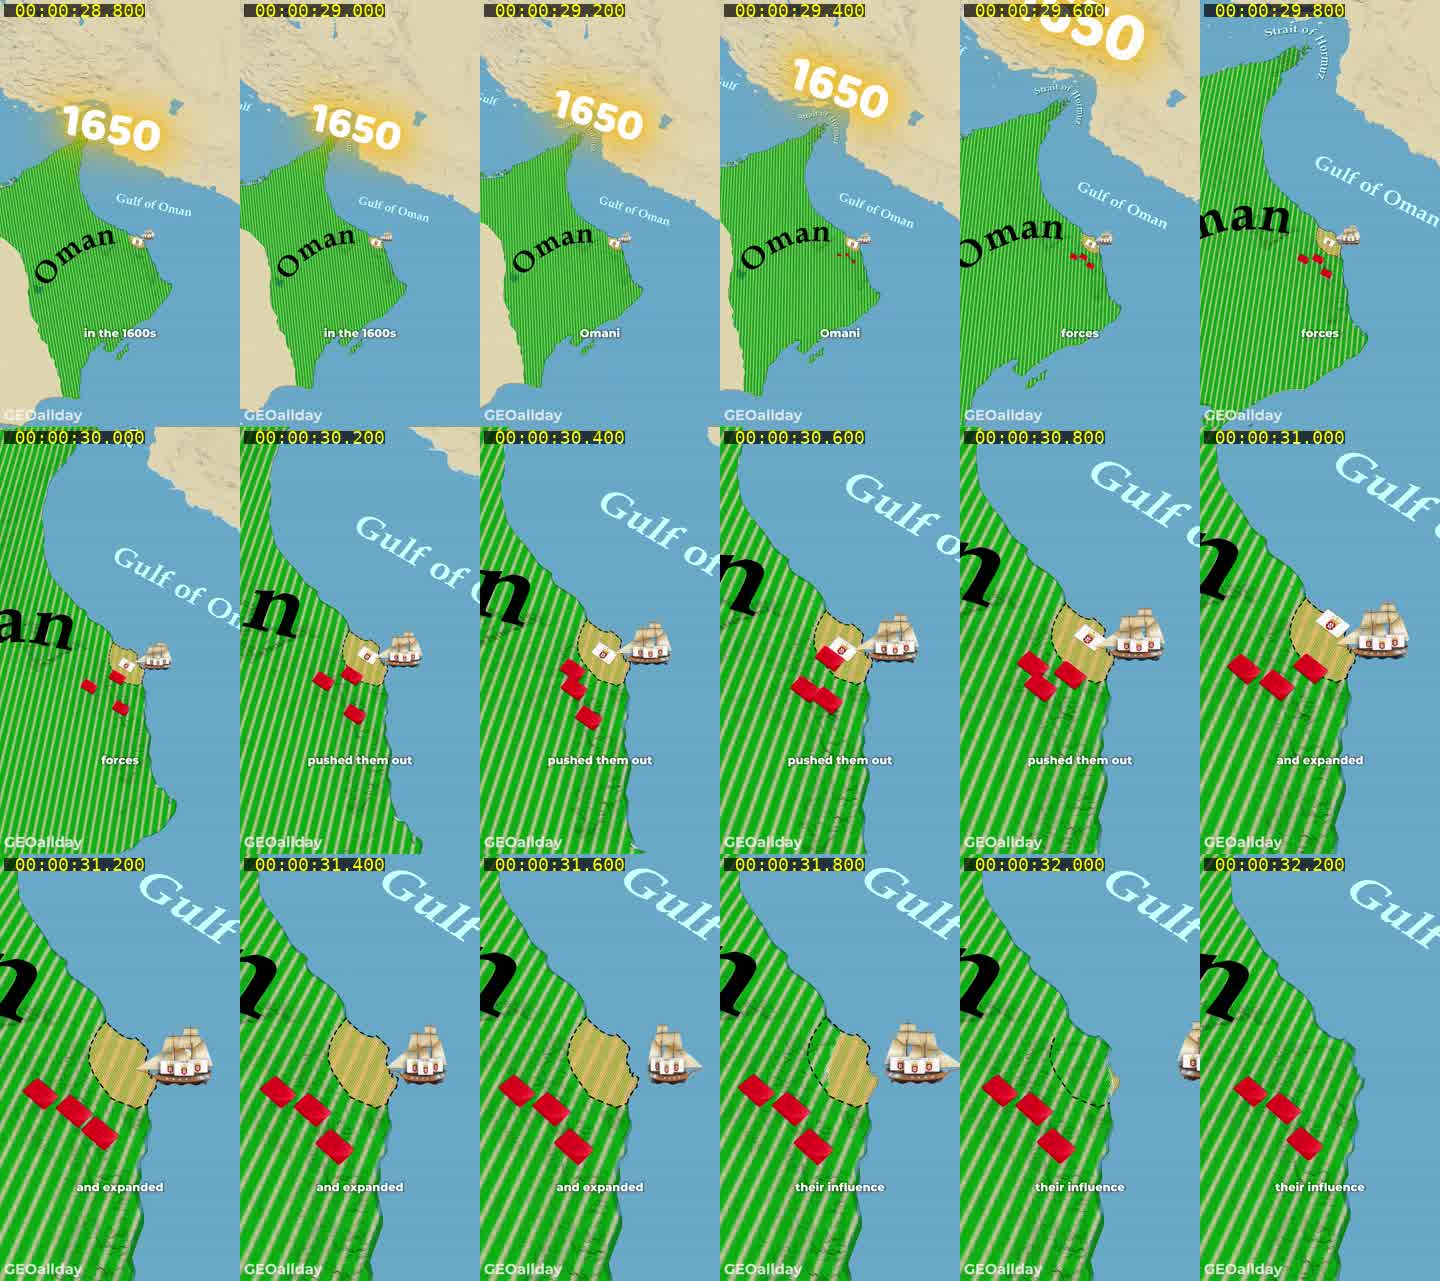 00:00:28.800
1650
Gulf of Oman
Oman
in the 1600s
GEOallday
00:00:29.000
1650
Gulf of Oman
Oman
in the 1600s
GEOallday
00:00:29.200
ulf
1650
Gulf of Oman
Oman
Omani
GEOallday
00:00:29.400
ulf
1650
Strait of Hormuz
Gulf of Oman
Oman
Omani
GEOallday
00:00:29.600
1650
Strait of Hormuz
Gulf of Oman
Oman
forces
GEOallday
00:00:29.800
Strait of Hormuz
Gulf of Oman
man
forces
GEOallday
00:00:30.000
Gulf of On
an
forces
GEOallday
00:00:30.200
Gulf of
n
pushed them out
GEOallday
00:00:30.400
Gulf of
n
pushed them out
GEOallday
00:00:30.600
Gulf o
n
pushed them out
GEOallday
00:00:30.800
Gulf
n
pushed them out
GEOallday
00:00:31.000
Gulf
n
and expanded
GEOallday
00:00:31.200
Gulf
n
and expanded
GEOallday
00:00:31.400
Gulf
n
and expanded
GEOallday
00:00:31.600
Gulf
n
and expanded
GEOallday
00:00:31.800
Gulf
n
their influence
GEOallday
00:00:32.000
Gulf
n
their influence
GEOallday
00:00:32.200
Gulf
n
their influence
GEOallday